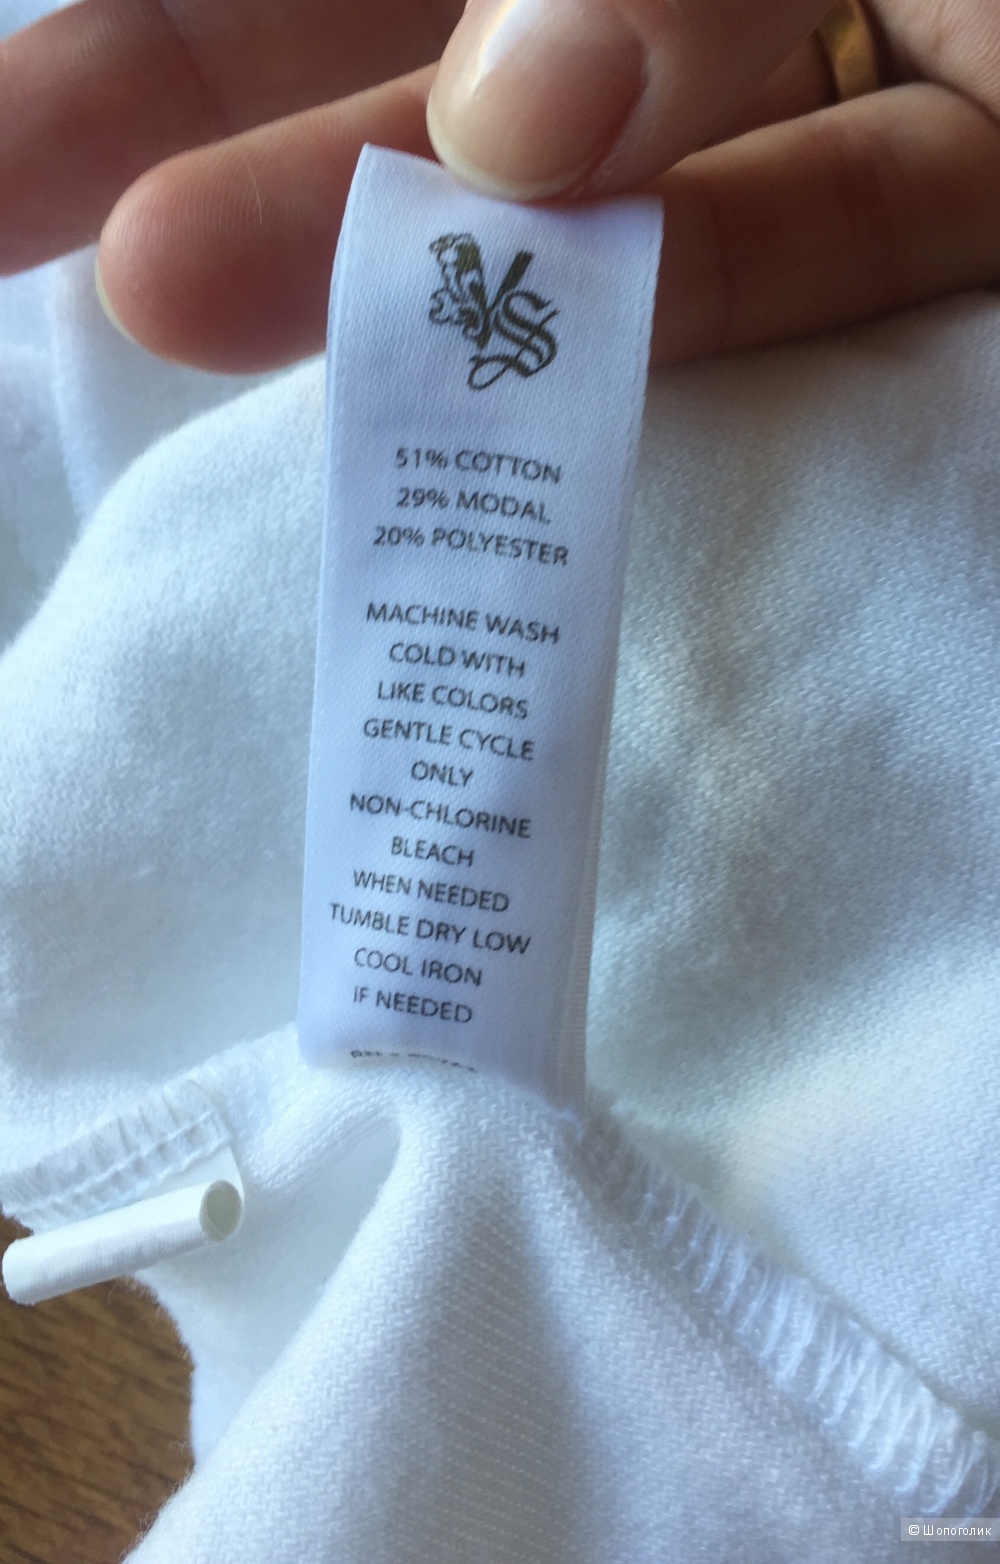 VS
51% COTTON
29% MODAL
20% POLYESTER
MACHINE WASH
COLD WITH
LIKE COLORS
GENTLE CYCLE
ONLY
NON-CHLORINE
BLEACH
WHEN NEEDED
TUMBLE DRY LOW
COOL IRON
IF NEEDED
© Шопоголик